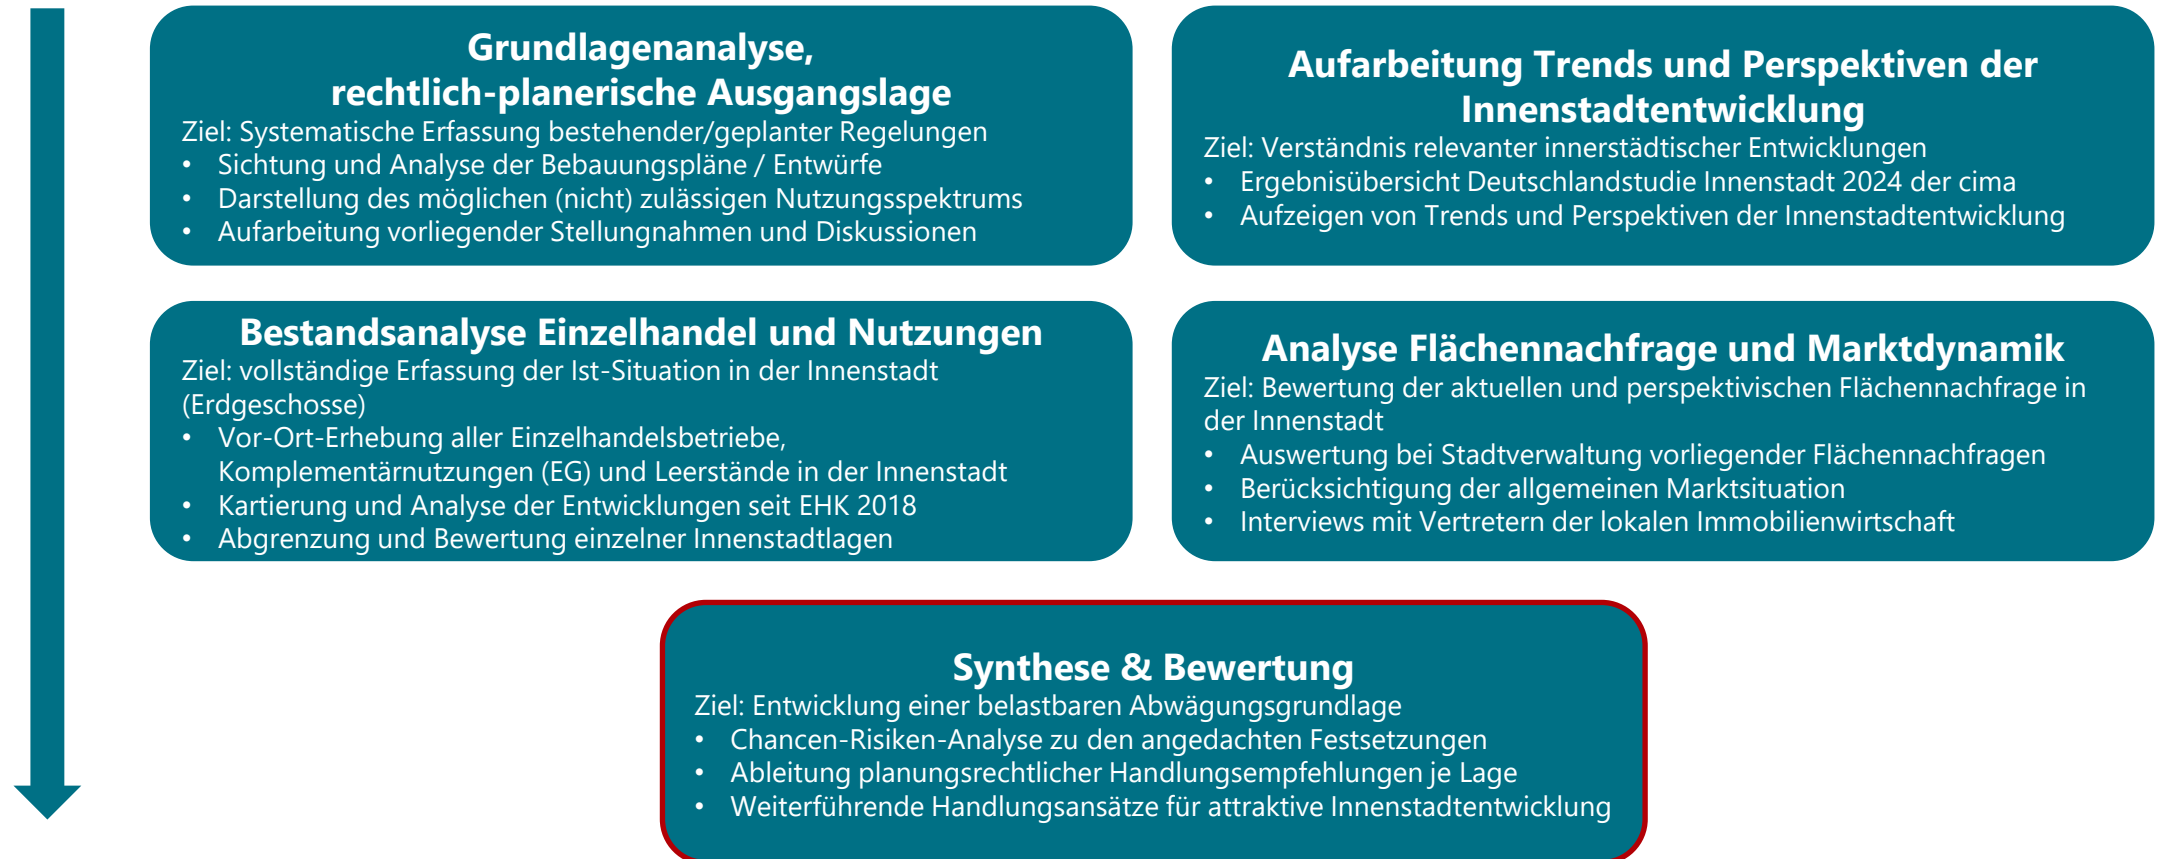 Grundlagenanalyse,
rechtlich-planerische Ausgangslage
Ziel: Systematische Erfassung bestehender/geplanter Regelungen
• Sichtung und Analyse der Bebauungspläne / Entwürfe
• Darstellung des möglichen (nicht) zulässigen Nutzungsspektrums
• Aufarbeitung vorliegender Stellungnahmen und Diskussionen
Aufarbeitung Trends und Perspektiven der
Innenstadtentwicklung
Ziel: Verständnis relevanter innerstädtischer Entwicklungen
• Ergebnisübersicht Deutschlandstudie Innenstadt 2024 der cima
• Aufzeigen von Trends und Perspektiven der Innenstadtentwicklung
Bestandsanalyse Einzelhandel und Nutzungen
Ziel: vollständige Erfassung der Ist-Situation in der Innenstadt
(Erdgeschosse)
• Vor-Ort-Erhebung aller Einzelhandelsbetriebe,
Komplementärnutzungen (EG) und Leerstände in der Innenstadt
• Kartierung und Analyse der Entwicklungen seit EHK 2018
• Abgrenzung und Bewertung einzelner Innenstadtlagen
Analyse Flächennachfrage und Marktdynamik
Ziel: Bewertung der aktuellen und perspektivischen Flächennachfrage in
der Innenstadt
• Auswertung bei Stadtverwaltung vorliegender Flächennachfragen
• Berücksichtigung der allgemeinen Marktsituation
• Interviews mit Vertretern der lokalen Immobilienwirtschaft
Synthese & Bewertung
Ziel: Entwicklung einer belastbaren Abwägungsgrundlage
• Chancen-Risiken-Analyse zu den angedachten Festsetzungen
• Ableitung planungsrechtlicher Handlungsempfehlungen je Lage
• Weiterführende Handlungsansätze für attraktive Innenstadtentwicklung